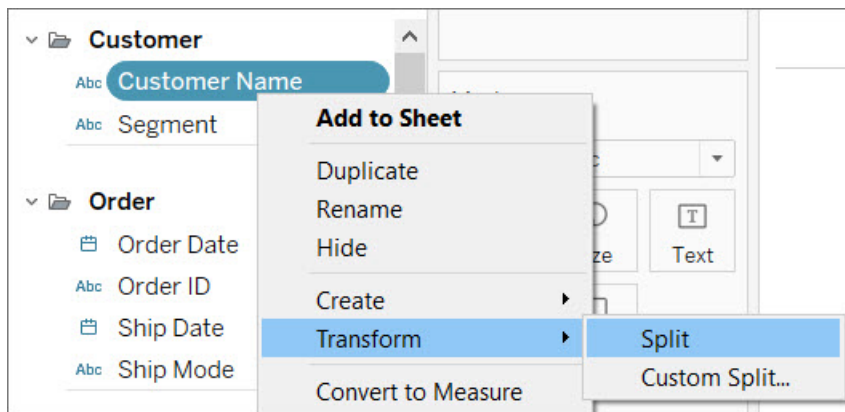 Customer
Abc Customer Name
Abc Segment
Order
Order Date
Abc Order ID
Ship Date
Abc Ship Mode
Add to Sheet
Duplicate
Rename
Hide
Create
Transform
Convert to Measure
Split
Custom Split...
T
Text